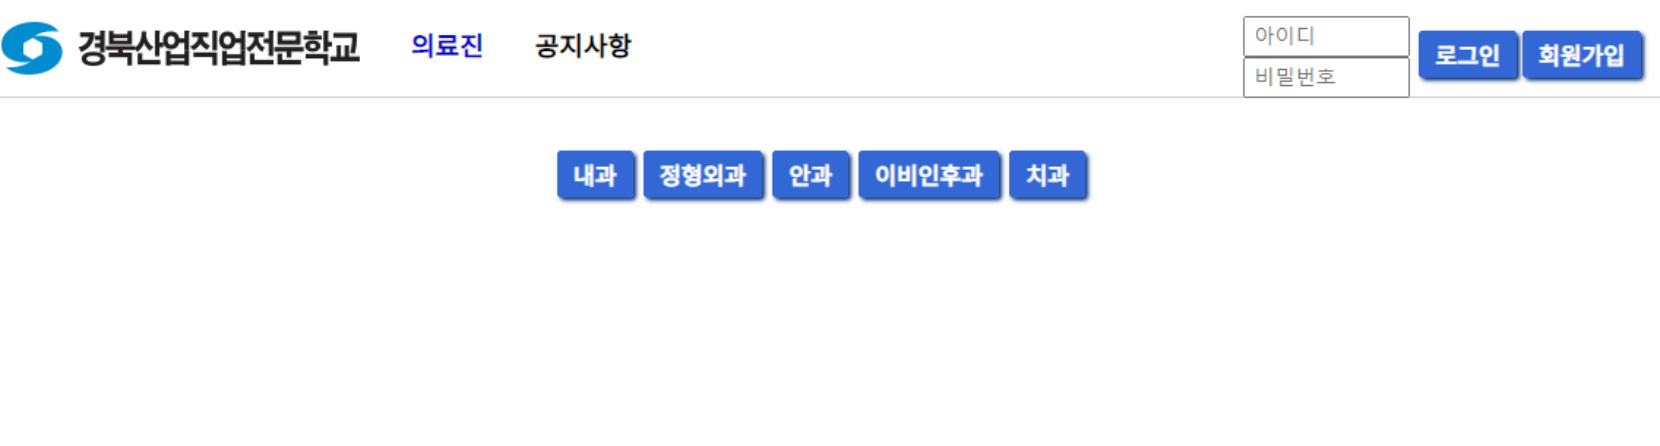 경북산업직업전문학교 의료진 공지사항
아이디
비밀번호
로그인 회원가입
내과 정형외과 안과 이비인후과 치과